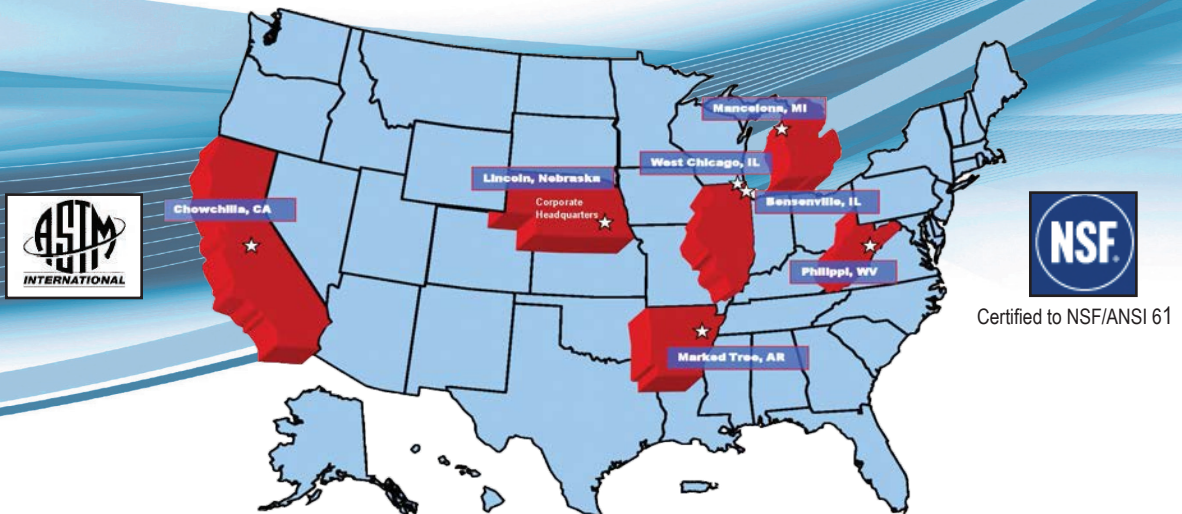 Mancelona, MI
West Chicago, IL
Lincoln, Nebraska
Corporate
Headquarters
Bensenville, IL
Chowchilla, CA
ASTM
INTERNATIONAL
NSF®
Philippi, WV
Certified to NSF/ANSI 61
Marked Tree, AR